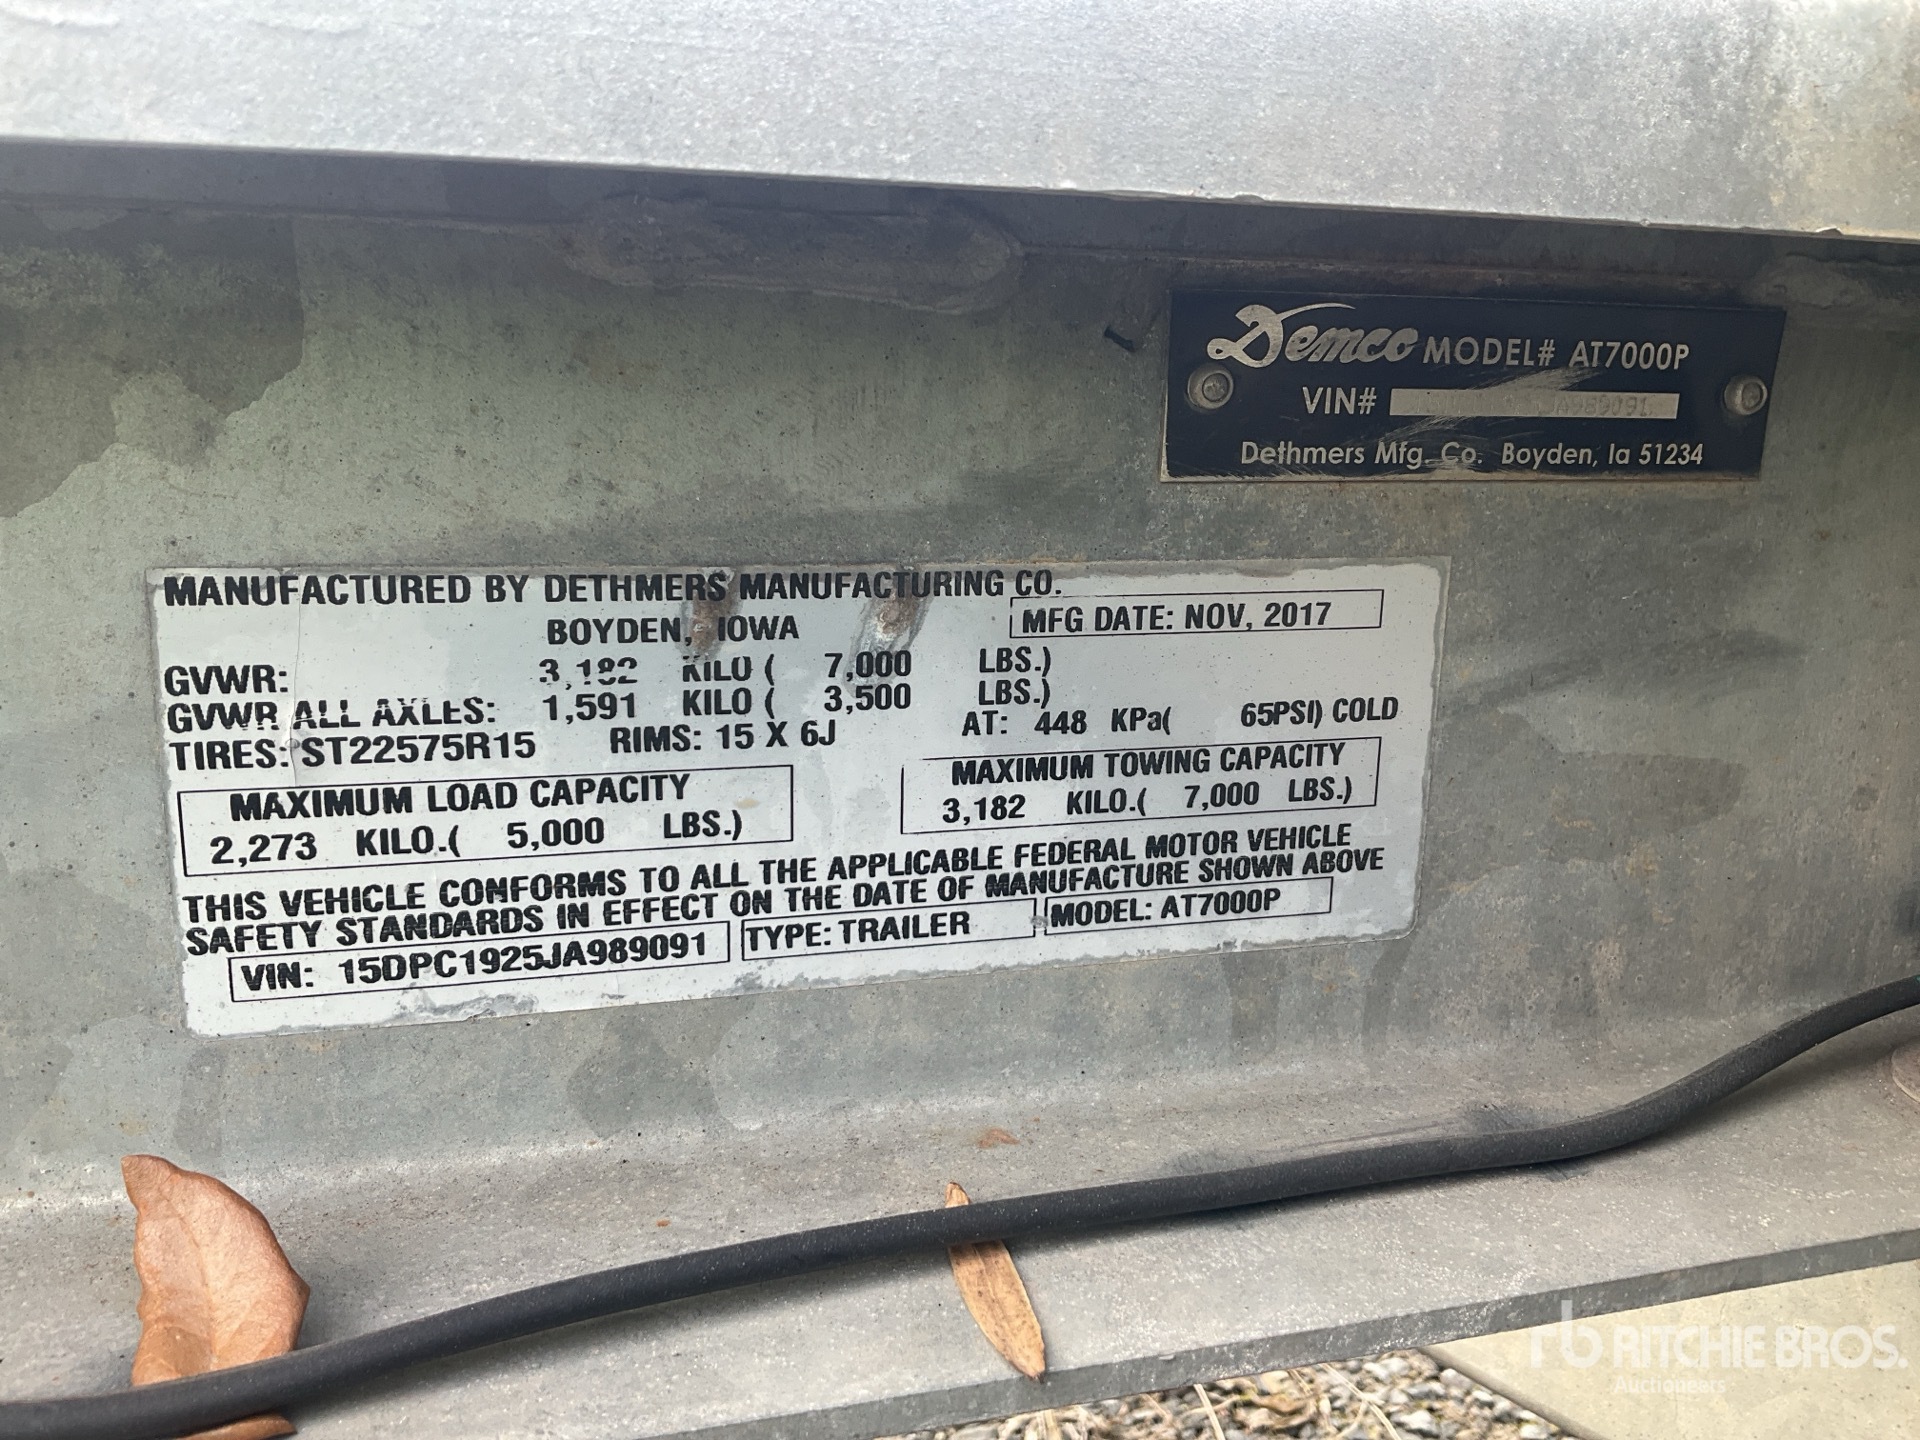 Demco MODEL# AT7000P
VIN# JA989091
Dethmers Mfg. Co. Boyden, Ia 51234
MANUFACTURED BY DETHMERS MANUFACTURING CO.
BOYDEN, IOWA
MFG DATE: NOV, 2017
GVWR: 3,182 KILO ( 7,000 LBS.)
GVWR ALL AXLES: 1,591 KILO ( 3,500 LBS.)
TIRES: ST22575R15 RIMS: 15 X 6J AT: 448 KPa( 65PSI) COLD
MAXIMUM LOAD CAPACITY
2,273 KILO.( 5,000 LBS.)
MAXIMUM TOWING CAPACITY
3,182 KILO.( 7,000 LBS.)
THIS VEHICLE CONFORMS TO ALL THE APPLICABLE FEDERAL MOTOR VEHICLE
SAFETY STANDARDS IN EFFECT ON THE DATE OF MANUFACTURE SHOWN ABOVE
VIN: 15DPC1925JA989091 TYPE: TRAILER MODEL: AT7000P
rb RITCHIE BROS.
Auctioneers